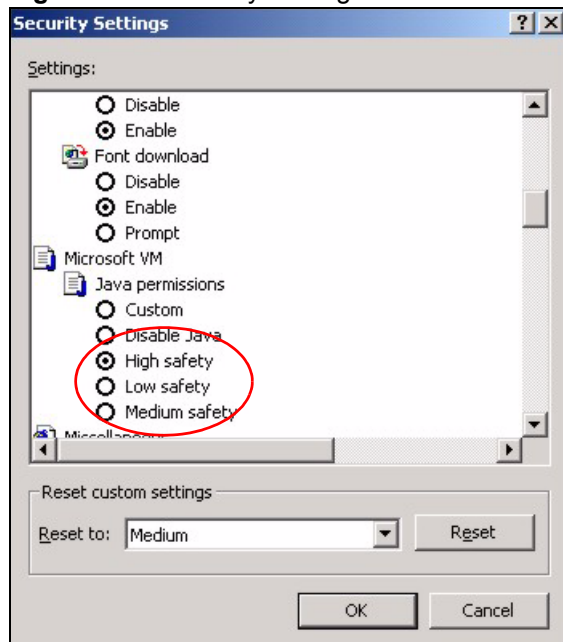 Security Settings
Settings:
Disable
Enable
Font download
Disable
Enable
Prompt
Microsoft VM
Java permissions
Custom
Disable Java
High safety
Low safety
Medium safety
Reset custom settings
Reset to: Medium
Reset
OK
Cancel